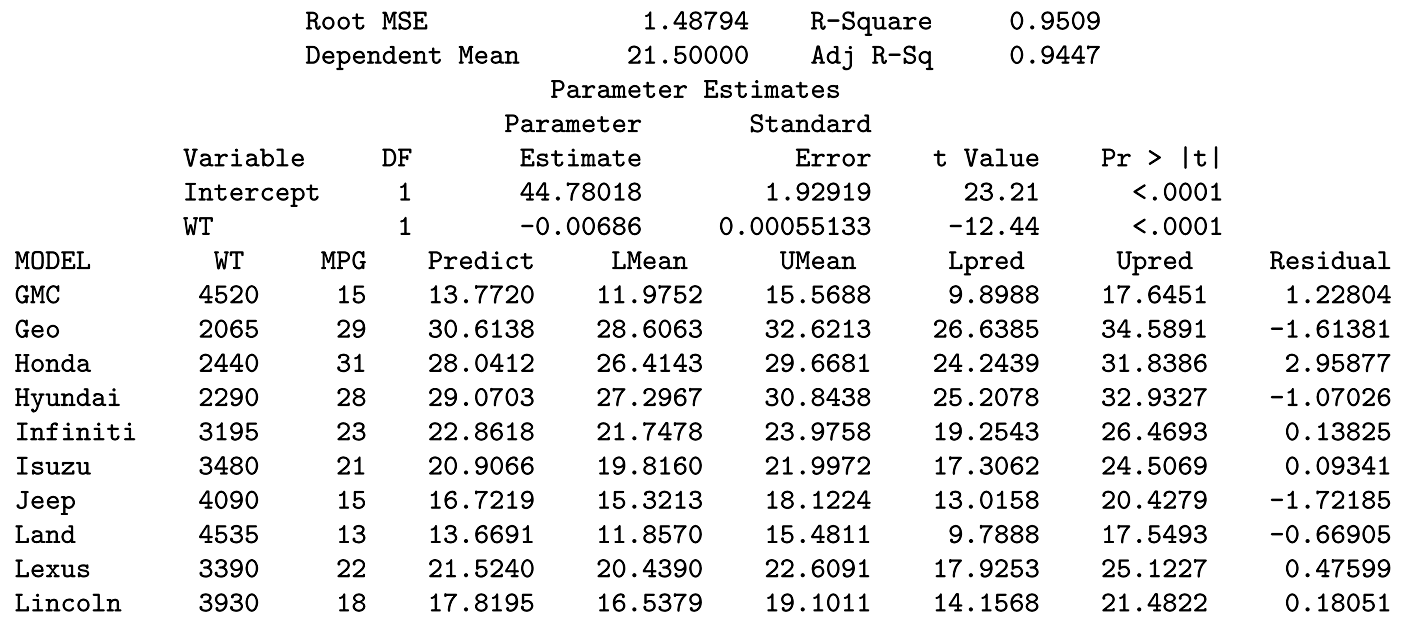 Root MSE 1.48794 R-Square 0.9509
Dependent Mean 21.50000 Adj R-Sq 0.9447
Parameter Estimates
Parameter Standard
Variable DF Estimate Error t Value Pr > |t|
Intercept 1 44.78018 1.92919 23.21 <.0001
WT 1 -0.00686 0.00055133 -12.44 <.0001
MODEL WT MPG Predict LMean UMean Lpred Upred Residual
GMC 4520 15 13.7720 11.9752 15.5688 9.8988 17.6451 1.22804
Geo 2065 29 30.6138 28.6063 32.6213 26.6385 34.5891 -1.61381
Honda 2440 31 28.0412 26.4143 29.6681 24.2439 31.8386 2.95877
Hyundai 2290 28 29.0703 27.2967 30.8438 25.2078 32.9327 -1.07026
Infiniti 3195 23 22.8618 21.7478 23.9758 19.2543 26.4693 0.13825
Isuzu 3480 21 20.9066 19.8160 21.9972 17.3062 24.5069 0.09341
Jeep 4090 15 16.7219 15.3213 18.1224 13.0158 20.4279 -1.72185
Land 4535 13 13.6691 11.8570 15.4811 9.7888 17.5493 -0.66905
Lexus 3390 22 21.5240 20.4390 22.6091 17.9253 25.1227 0.47599
Lincoln 3930 18 17.8195 16.5379 19.1011 14.1568 21.4822 0.18051